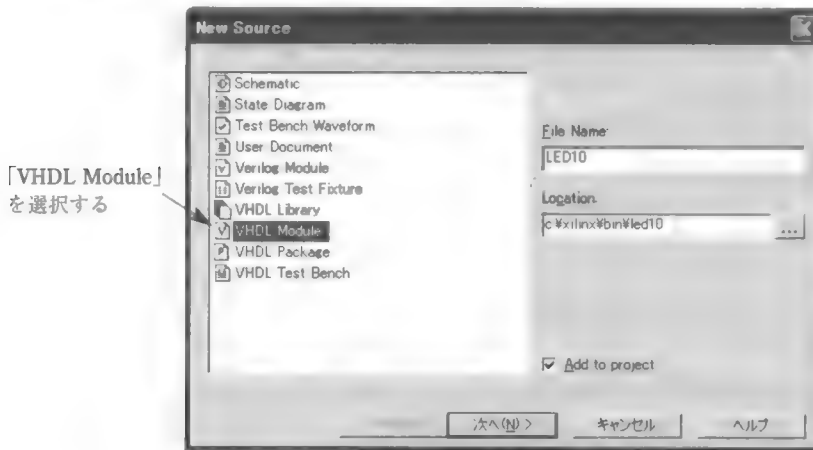 New Source
Schematic
State Diagram
Test Bench Waveform
User Document
Verilog Module
Verilog Test Fixture
VHDL Library
VHDL Module
VHDL Package
VHDL Test Bench
「VHDL Module」
を選択する
File Name:
LED10
Location:
c:¥xilinx¥bin¥led10
...
Add to project
次へ(N) >
キャンセル
ヘルプ